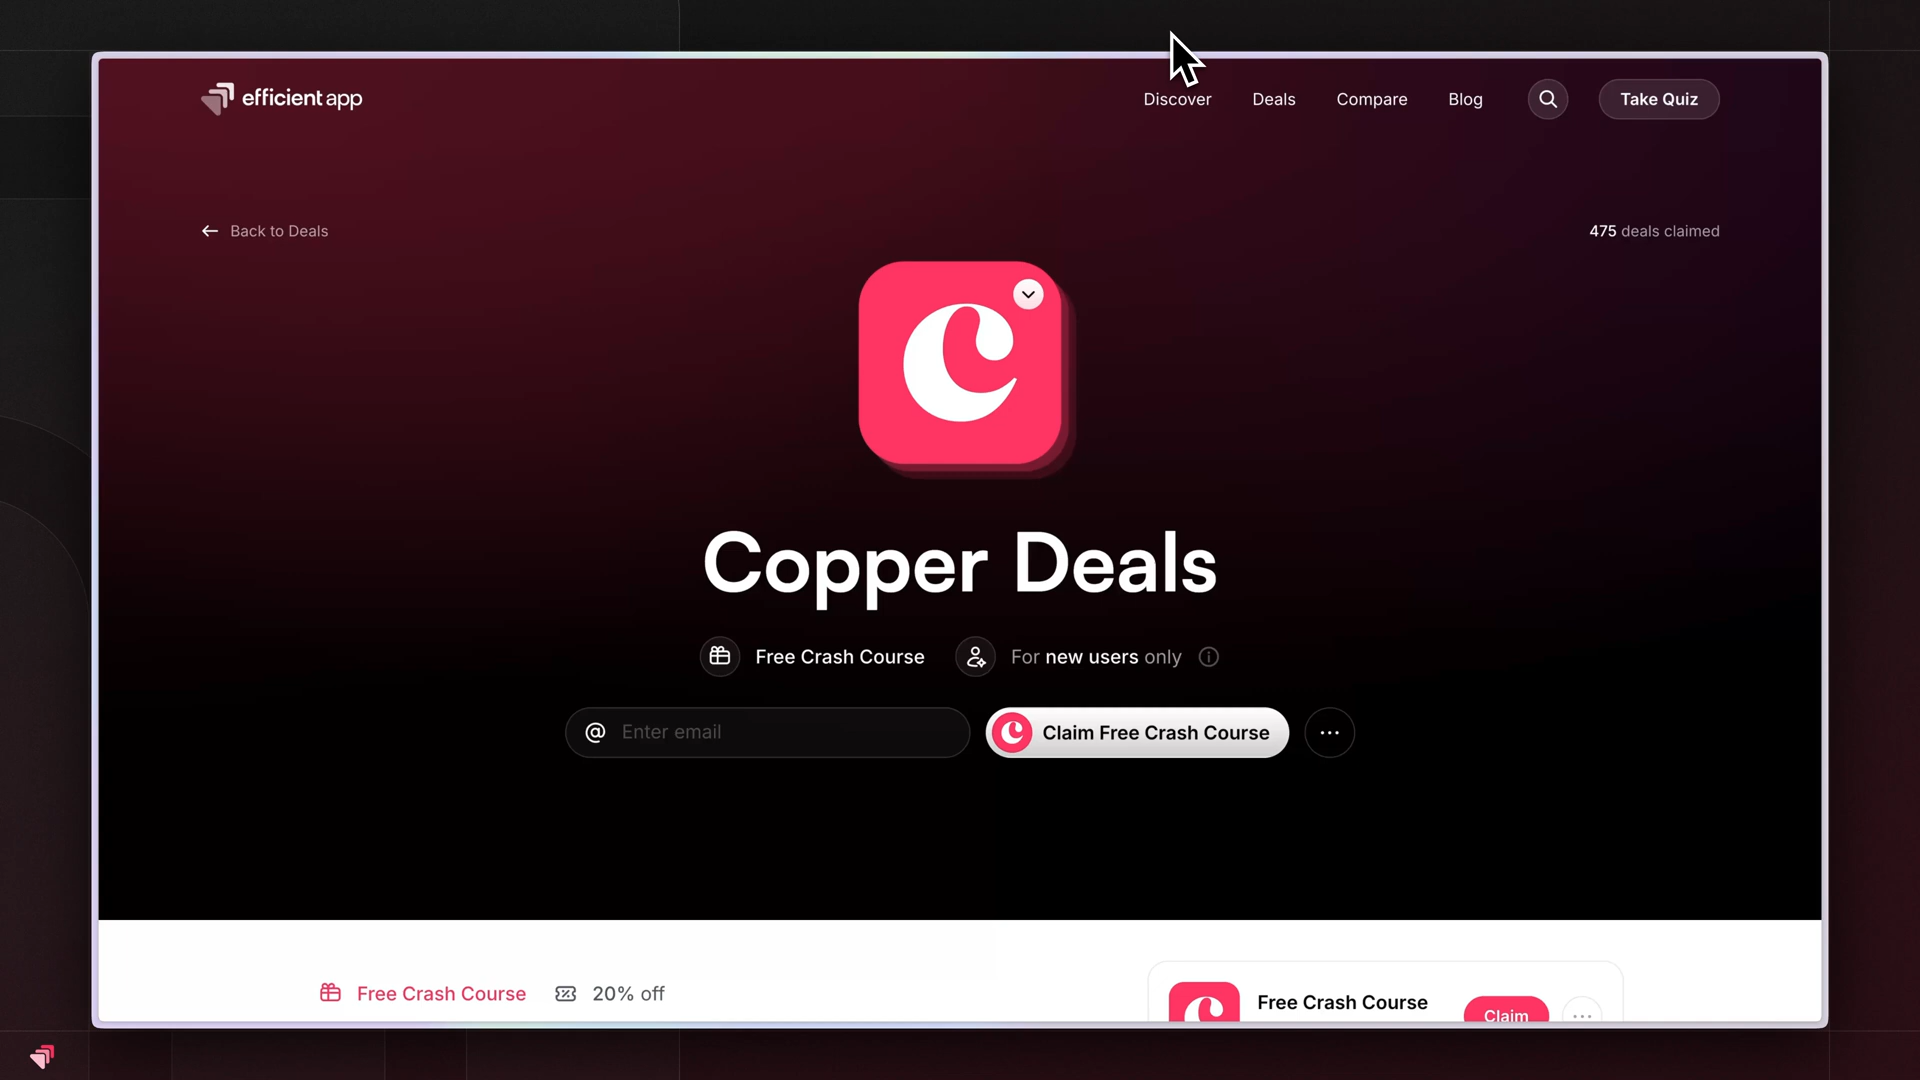 efficient app
Discover
Deals
Compare
Blog
Take Quiz
Back to Deals
475 deals claimed
Copper Deals
Free Crash Course
For new users only
@ Enter email
Claim Free Crash Course
Free Crash Course
20% off
Free Crash Course
Claim